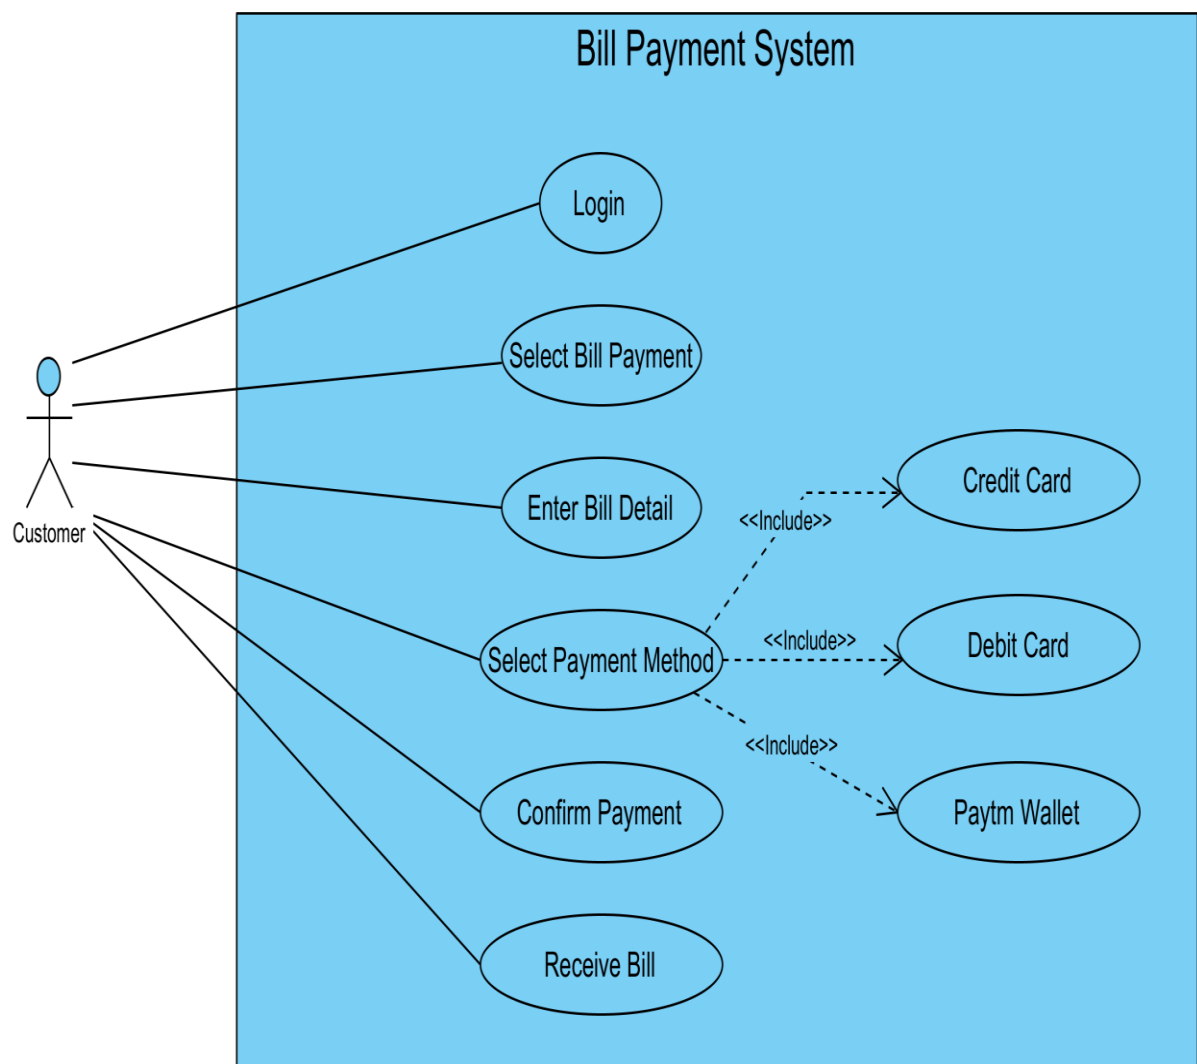 Bill Payment System
Login
Select Bill Payment
Enter Bill Detail
Credit Card
<<Include>>
Customer
Select Payment Method
<<Include>>
Debit Card
<<Include>>
Confirm Payment
Paytm Wallet
Receive Bill